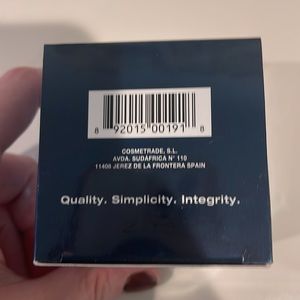 8 92015 00191 8
COSMETRADE, S.L.
AVDA. SUDÁFRICA Nº 110
11408 JEREZ DE LA FRONTERA SPAIN
Quality. Simplicity. Integrity.